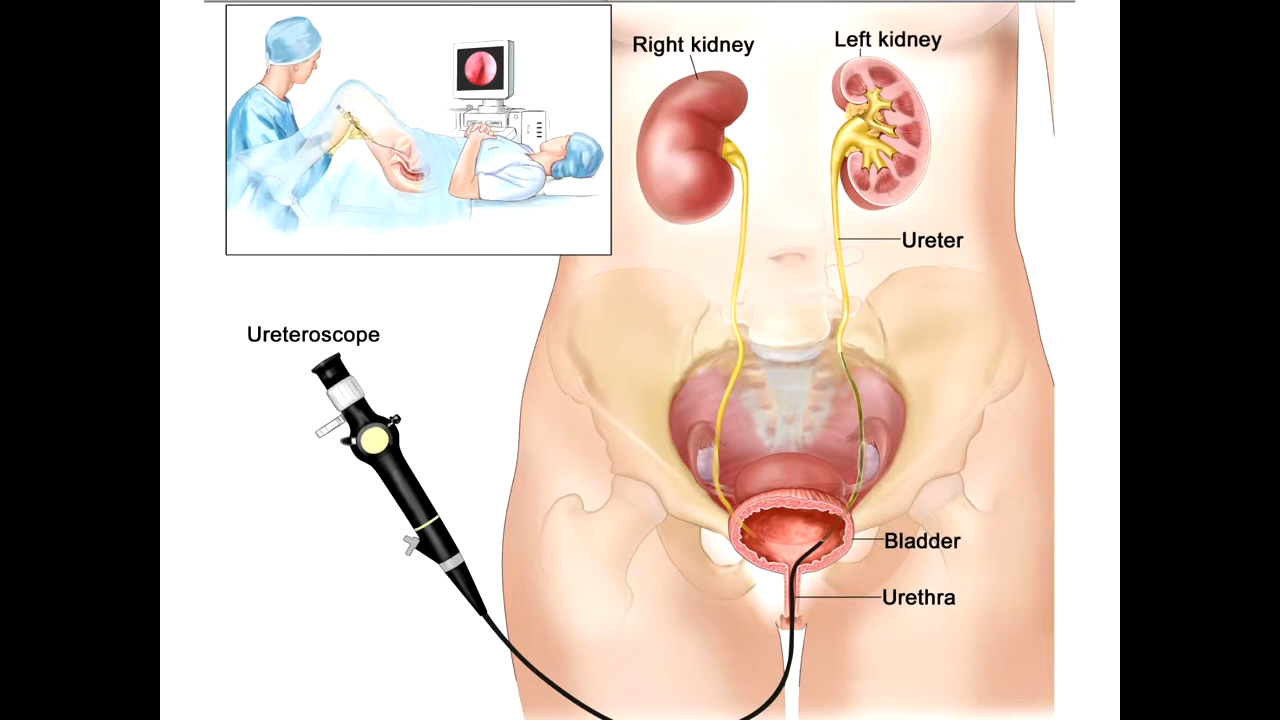 Right kidney
Left kidney
Ureter
Ureteroscope
Bladder
Urethra